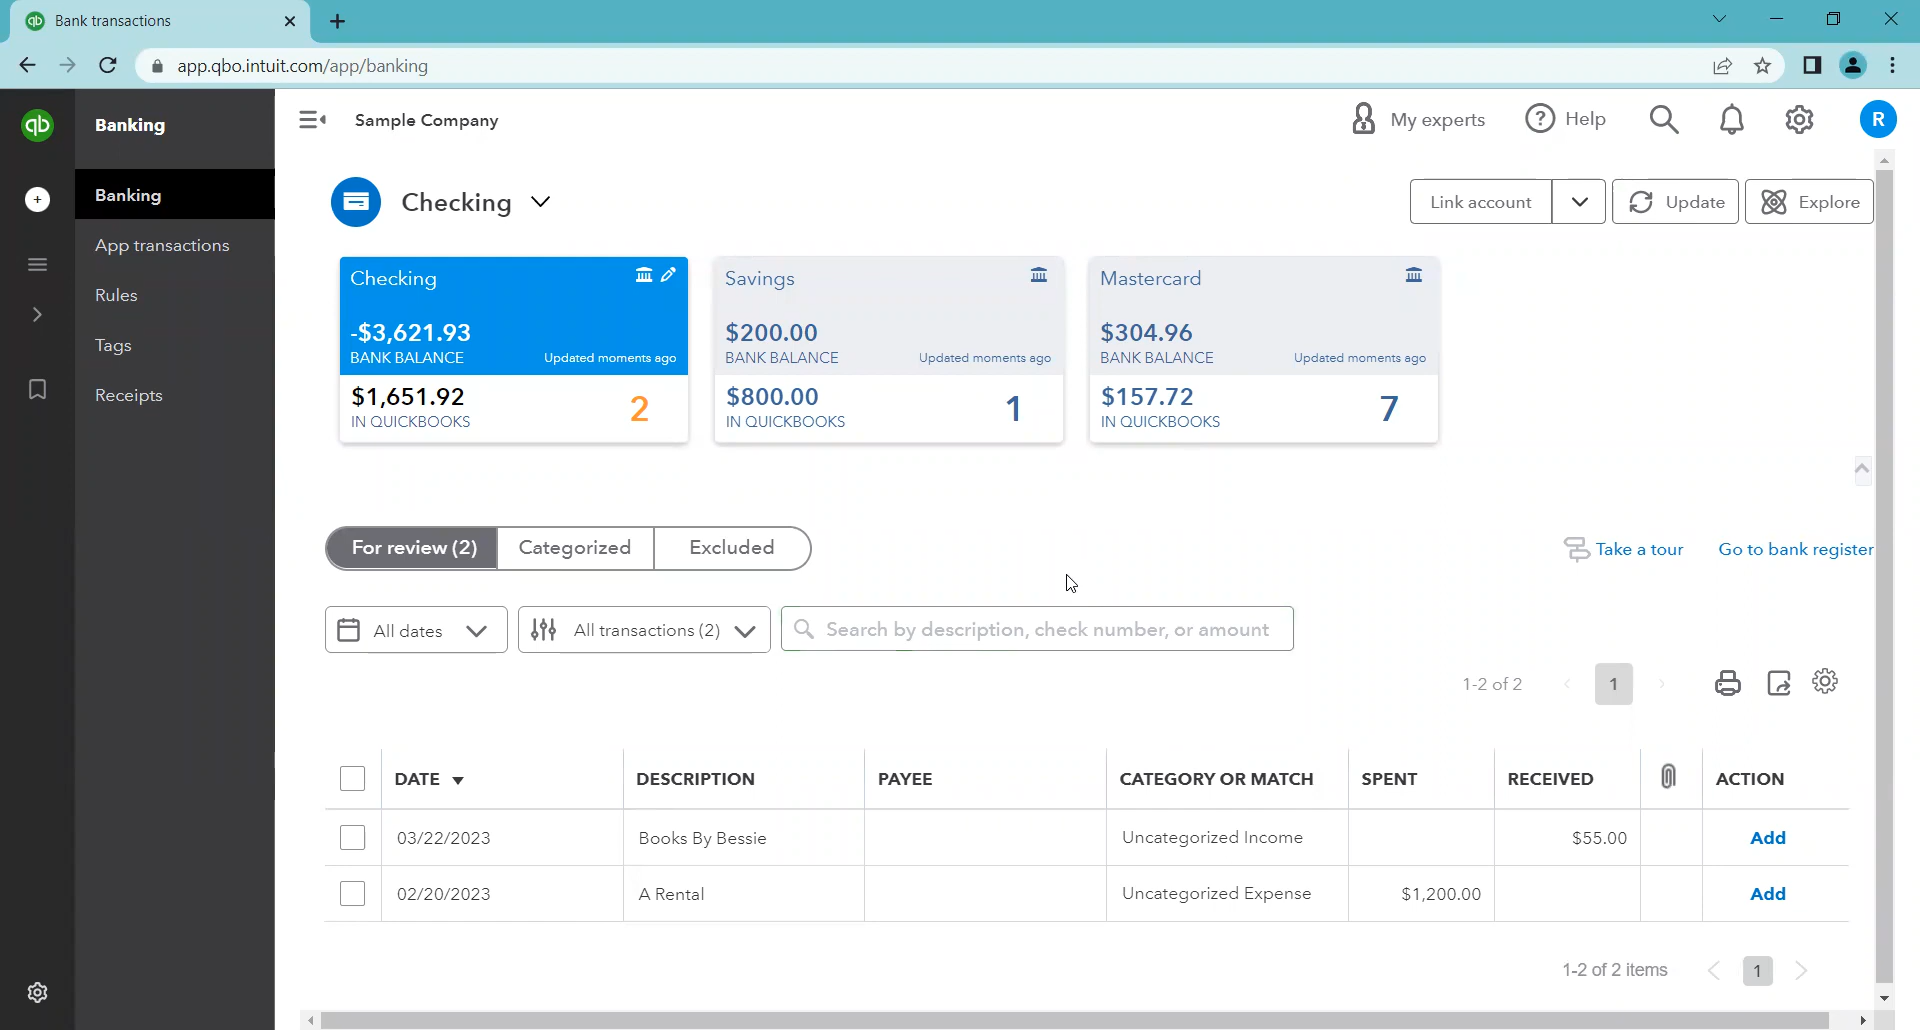 Bank transactions
app.qbo.intuit.com/app/banking
qb Banking
Sample Company My experts Help R
Banking
App transactions
Rules
Tags
Receipts
Checking
Link account Update Explore
Checking Savings Mastercard
-$3,621.93 $200.00 $304.96
BANK BALANCE Updated moments ago BANK BALANCE Updated moments ago BANK BALANCE Updated moments ago
$1,651.92 2 $800.00 1 $157.72 7
IN QUICKBOOKS IN QUICKBOOKS IN QUICKBOOKS
For review (2) Categorized Excluded Take a tour Go to bank register
All dates All transactions (2) Search by description, check number, or amount
1-2 of 2 1
DATE DESCRIPTION PAYEE CATEGORY OR MATCH SPENT RECEIVED ACTION
03/22/2023 Books By Bessie Uncategorized Income $55.00 Add
02/20/2023 A Rental Uncategorized Expense $1,200.00 Add
1-2 of 2 items 1